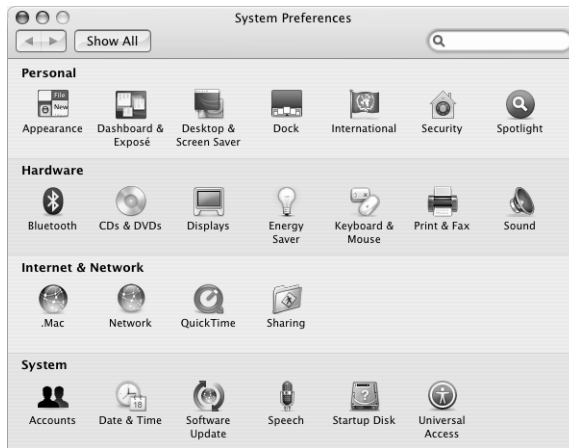 System Preferences
Show All
Personal
File
New
Appearance
Dashboard & Exposé
Desktop & Screen Saver
Dock
International
Security
Spotlight
Hardware
Bluetooth
CDs & DVDs
Displays
Energy Saver
Keyboard & Mouse
Print & Fax
Sound
Internet & Network
.Mac
Network
QuickTime
Sharing
System
18
Accounts
Date & Time
Software Update
Speech
?
Startup Disk
Universal Access